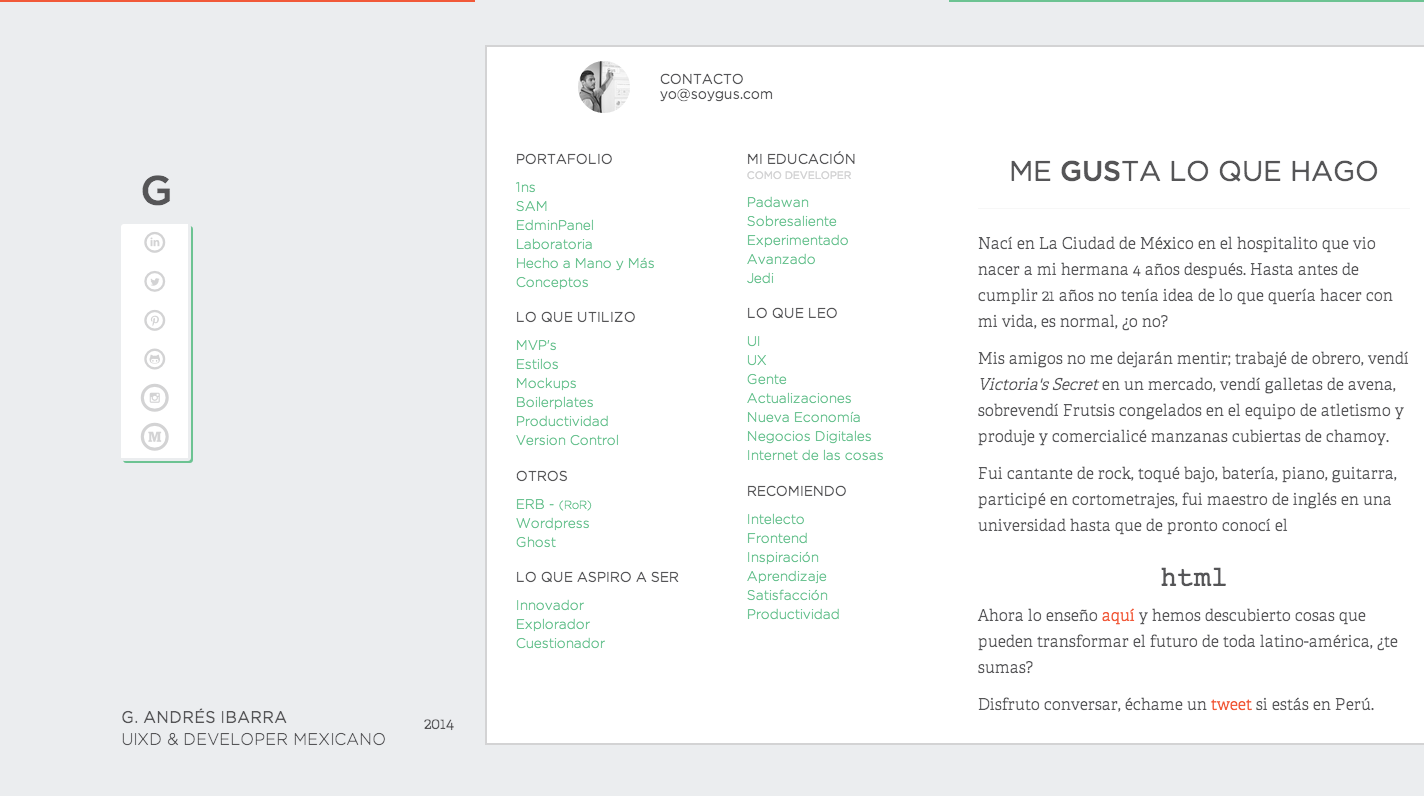 G
in
M
G. ANDRÉS IBARRA
UIXD & DEVELOPER MEXICANO
2014
CONTACTO
yo@soygus.com
PORTAFOLIO
1ns
SAM
EdminPanel
Laboratoria
Hecho a Mano y Más
Conceptos
LO QUE UTILIZO
MVP's
Estilos
Mockups
Boilerplates
Productividad
Version Control
OTROS
ERB - (RoR)
Wordpress
Ghost
LO QUE ASPIRO A SER
Innovador
Explorador
Cuestionador
MI EDUCACIÓN
COMO DEVELOPER
Padawan
Sobresaliente
Experimentado
Avanzado
Jedi
LO QUE LEO
UI
UX
Gente
Actualizaciones
Nueva Economía
Negocios Digitales
Internet de las cosas
RECOMIENDO
Intelecto
Frontend
Inspiración
Aprendizaje
Satisfacción
Productividad
ME GUSTA LO QUE HAGO
Nací en La Ciudad de México en el hospitalito que vio
nacer a mi hermana 4 años después. Hasta antes de
cumplir 21 años no tenía idea de lo que quería hacer con
mi vida, es normal, ¿o no?
Mis amigos no me dejarán mentir; trabajé de obrero, vendí
Victoria's Secret en un mercado, vendí galletas de avena,
sobrevendí Frutsis congelados en el equipo de atletismo y
produje y comercialicé manzanas cubiertas de chamoy.
Fui cantante de rock, toqué bajo, batería, piano, guitarra,
participé en cortometrajes, fui maestro de inglés en una
universidad hasta que de pronto conocí el
html
Ahora lo enseño aquí y hemos descubierto cosas que
pueden transformar el futuro de toda latino-américa, ¿te
sumas?
Disfruto conversar, échame un tweet si estás en Perú.